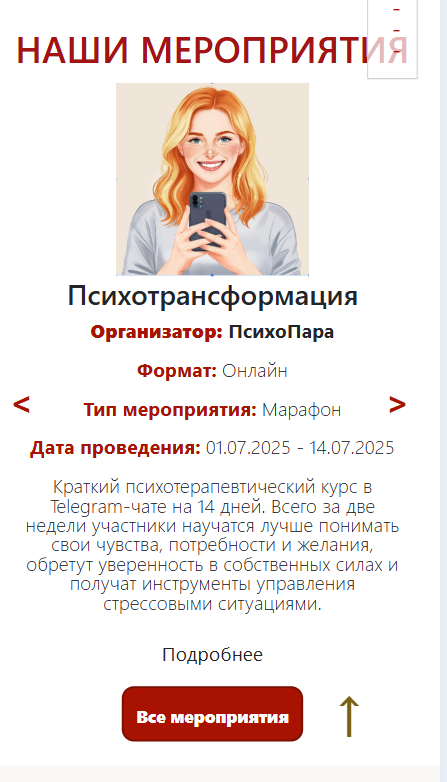 НАШИ МЕРОПРИЯТИЯ
Психотрансформация
Организатор: ПсихоПара
Формат: Онлайн
Тип мероприятия: Марафон
Дата проведения: 01.07.2025 - 14.07.2025
Краткий психотерапевтический курс в
Telegram-чате на 14 дней. Всего за две
недели участники научатся лучше понимать
свои чувства, потребности и желания,
обретут уверенность в собственных силах и
получат инструменты управления
стрессовыми ситуациями.
Подробнее
Все мероприятия